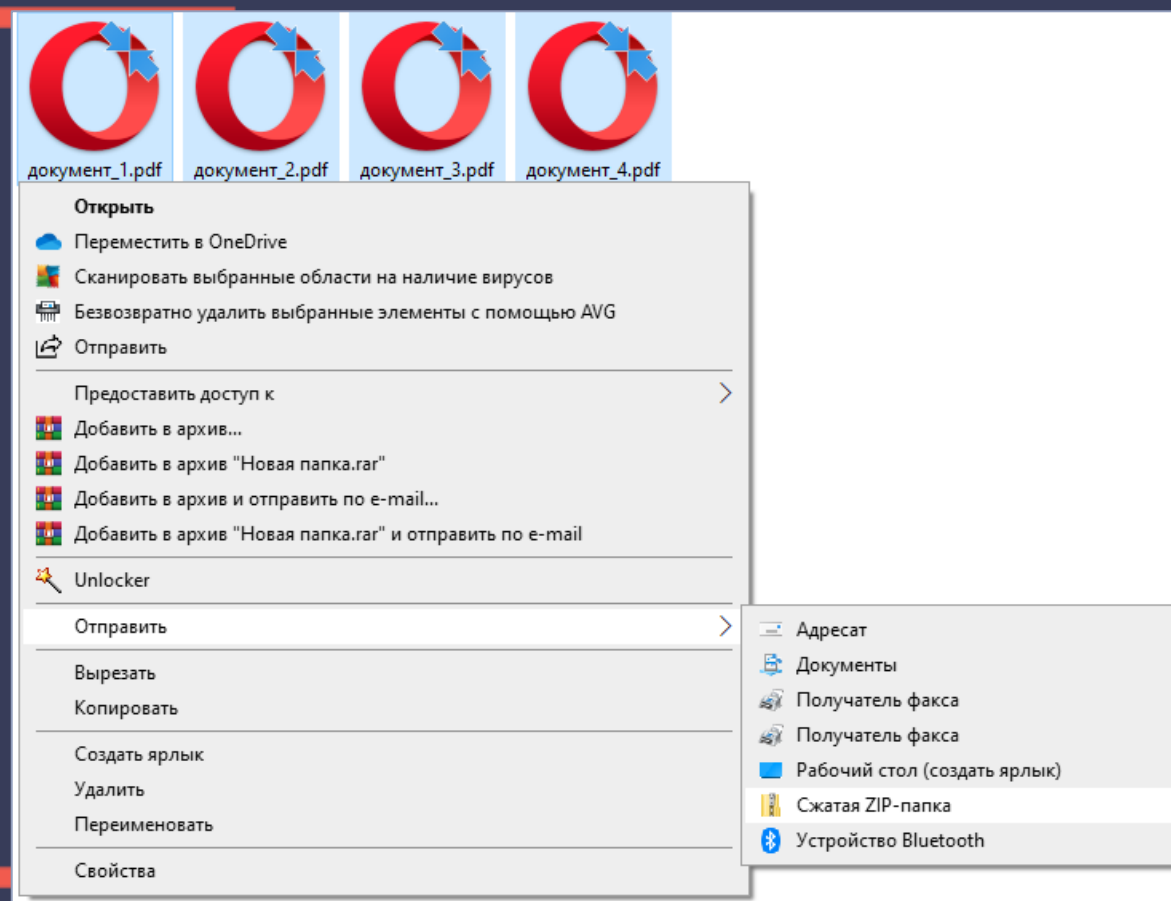 документ_1.pdf
документ_2.pdf
документ_3.pdf
документ_4.pdf
Открыть
Переместить в OneDrive
Сканировать выбранные области на наличие вирусов
Безвозвратно удалить выбранные элементы с помощью AVG
Отправить
Предоставить доступ к
Добавить в архив...
Добавить в архив "Новая папка.rar"
Добавить в архив и отправить по e-mail...
Добавить в архив "Новая папка.rar" и отправить по e-mail
Unlocker
Отправить
Вырезать
Копировать
Создать ярлык
Удалить
Переименовать
Свойства
Адресат
Документы
Получатель факса
Получатель факса
Рабочий стол (создать ярлык)
Сжатая ZIP-папка
Устройство Bluetooth